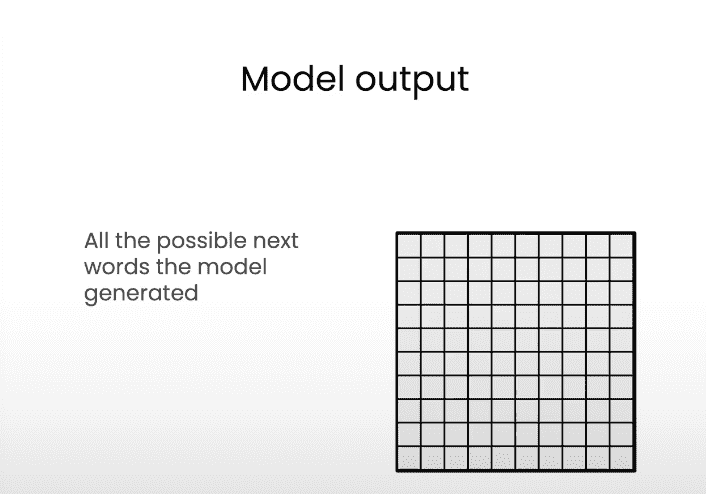 Model output
All the possible next
words the model
generated